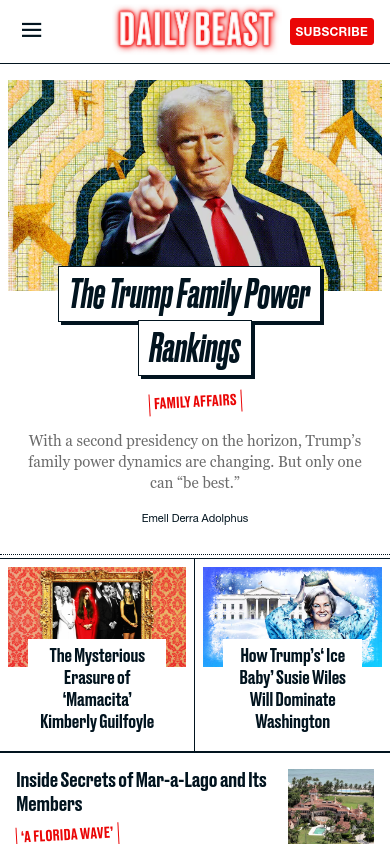 DAILY BEAST
SUBSCRIBE
The Trump Family Power
Rankings
FAMILY AFFAIRS
With a second presidency on the horizon, Trump’s
family power dynamics are changing. But only one
can “be best.”
Emell Derra Adolphus
The Mysterious
Erasure of
‘Mamacita’
Kimberly Guilfoyle
How Trump’s‘ Ice
Baby’ Susie Wiles
Will Dominate
Washington
Inside Secrets of Mar-a-Lago and Its
Members
‘A FLORIDA WAVE’